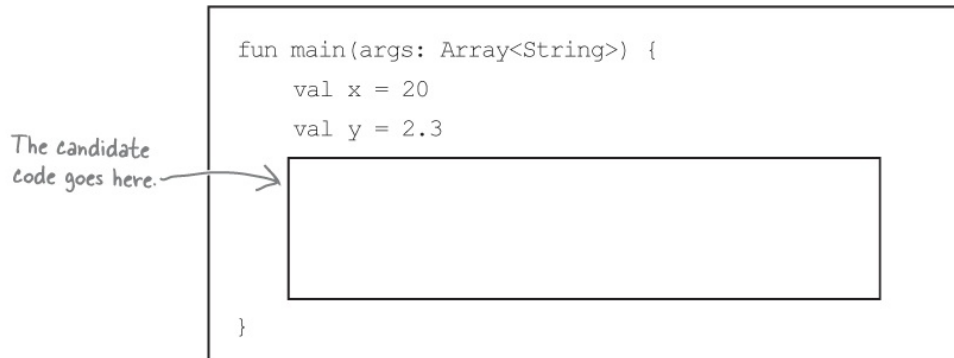 fun main(args: Array<String>) {
val x = 20
val y = 2.3
The candidate
code goes here.
}